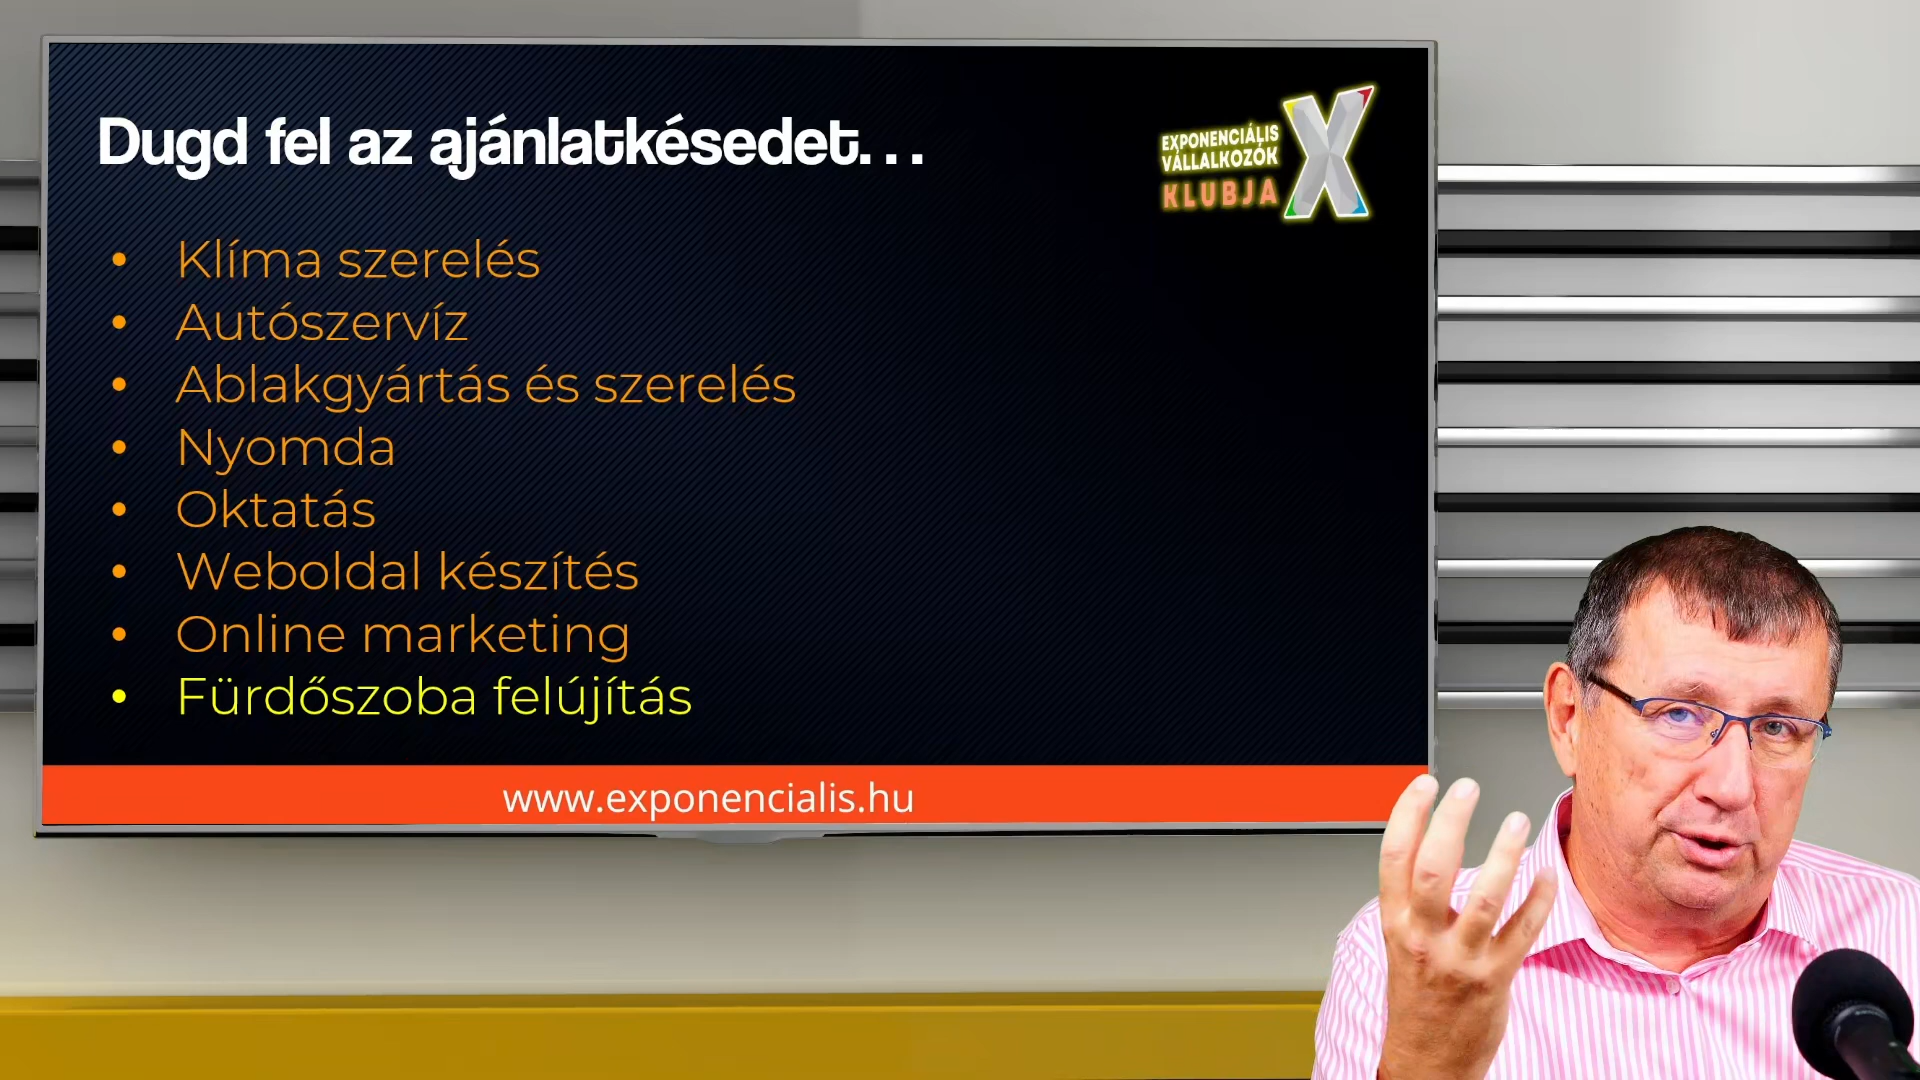 Dugd fel az ajánlatkésedet...
EXPONENCIÁLIS
VÁLLALKOZÓK
KLUBJA
X
• Klíma szerelés
• Autószervíz
• Ablakgyártás és szerelés
• Nyomda
• Oktatás
• Weboldal készítés
• Online marketing
• Fürdőszoba felújítás
www.exponencialis.hu